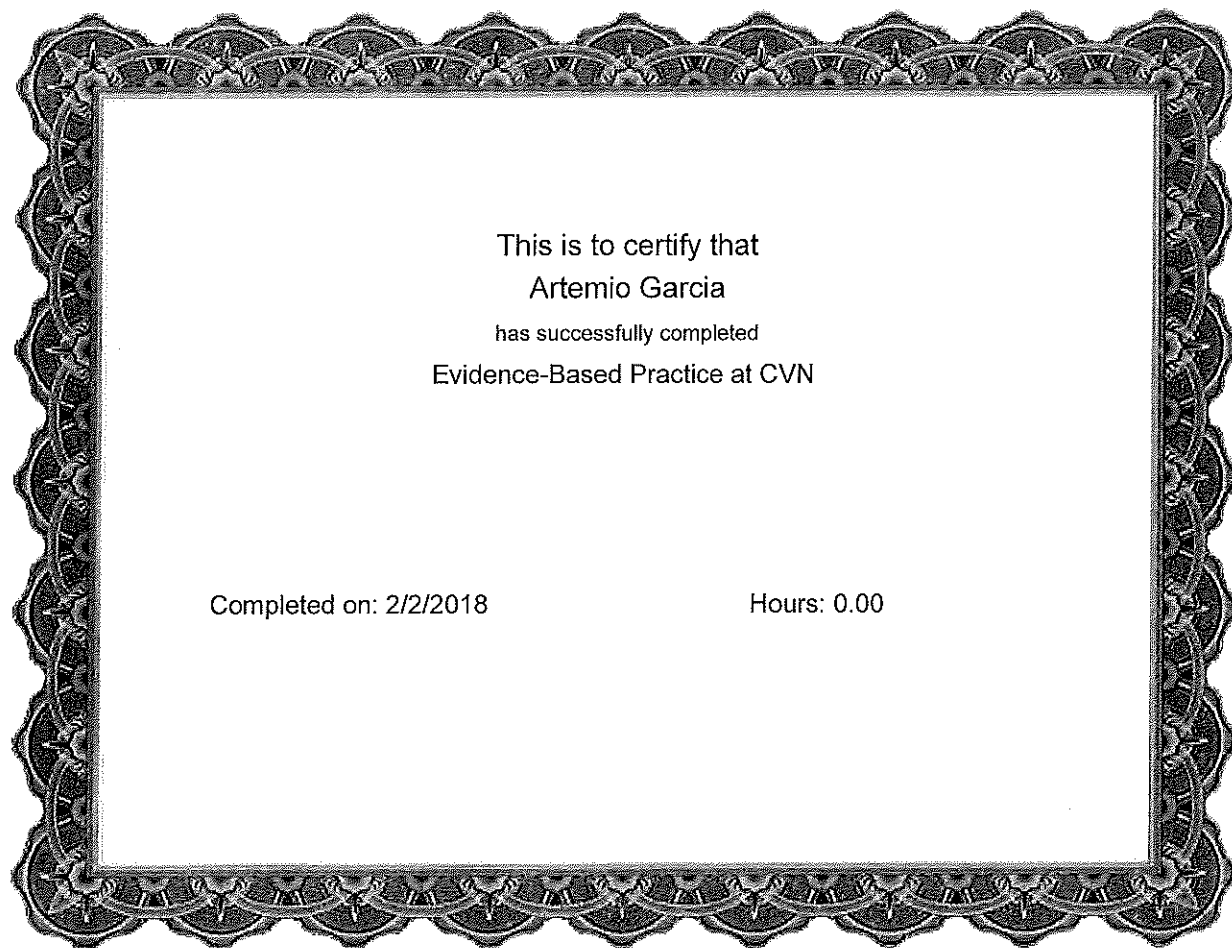 This is to certify that
Artemio Garcia
has successfully completed
Evidence-Based Practice at CVN
Completed on: 2/2/2018
Hours: 0.00